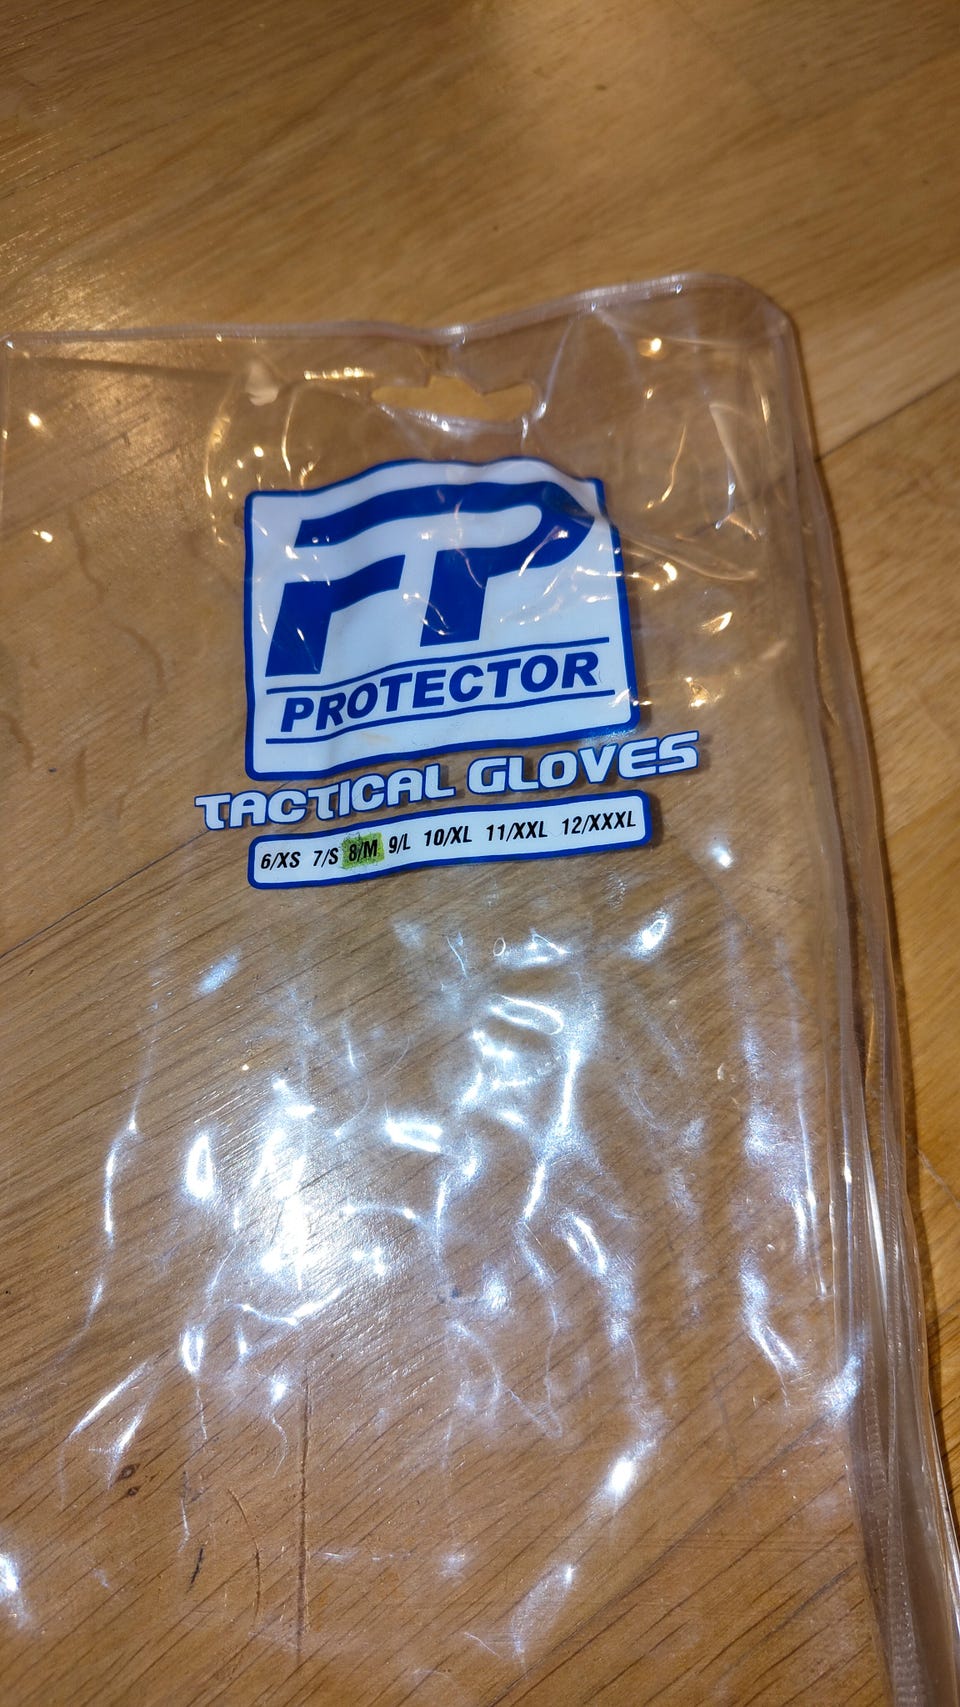 FP
PROTECTOR
TACTICAL GLOVES
6/XS 7/S 8/M 9/L 10/XL 11/XXL 12/XXXL